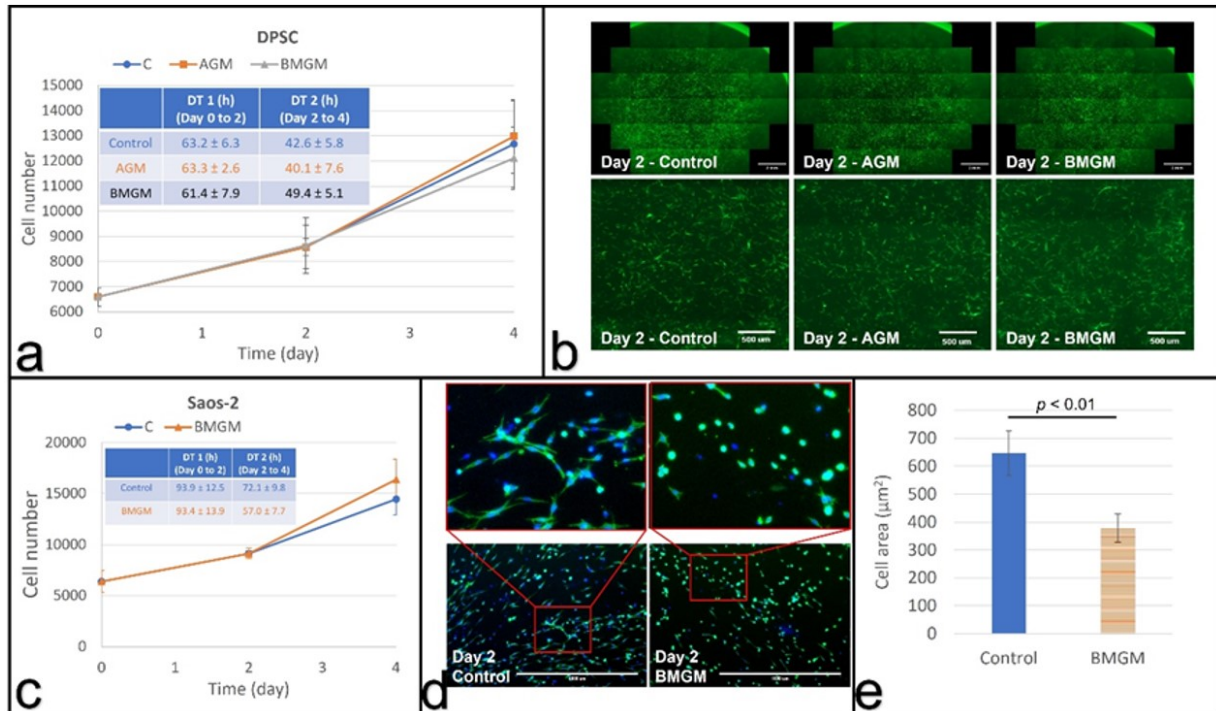 DPSC
C AGM BMGM
15000
14000
13000
12000
11000
10000
9000
8000
7000
6000
Cell number
DT 1 (h) DT 2 (h)
(Day 0 to 2) (Day 2 to 4)
Control 63.2 ± 6.3 42.6 ± 5.8
AGM 63.3 ± 2.6 40.1 ± 7.6
BMGM 61.4 ± 7.9 49.4 ± 5.1
0 1 2 3 4
Time (day)
a
Day 2 - Control Day 2 - AGM Day 2 - BMGM
Day 2 - Control Day 2 - AGM Day 2 - BMGM
500 um 500 um 500 um
b
Saos-2
C BMGM
20000
15000
10000
5000
0
Cell number
DT 1 (h) DT 2 (h)
(Day 0 to 2) (Day 2 to 4)
Control 93.9 ± 12.5 72.1 ± 9.8
BMGM 93.4 ± 13.9 57.0 ± 7.7
0 1 2 3 4
Time (day)
c
Day 2
Control
Day 2
BMGM
d
p < 0.01
800
700
600
500
400
300
200
100
0
Cell area (µm²)
Control BMGM
e